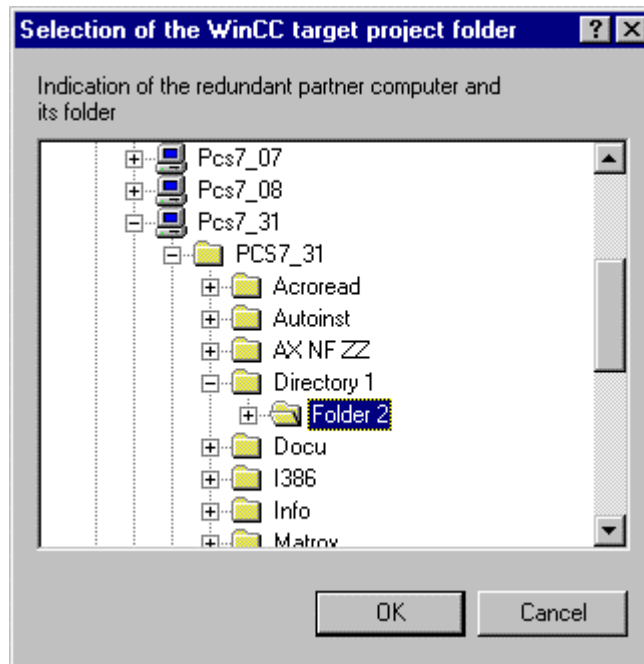 Selection of the WinCC target project folder
Indication of the redundant partner computer and
its folder
Pcs7_07
Pcs7_08
Pcs7_31
PCS7_31
Acroread
Autoinst
AX NF ZZ
Directory 1
Folder 2
Docu
I386
Info
Matrox
OK Cancel